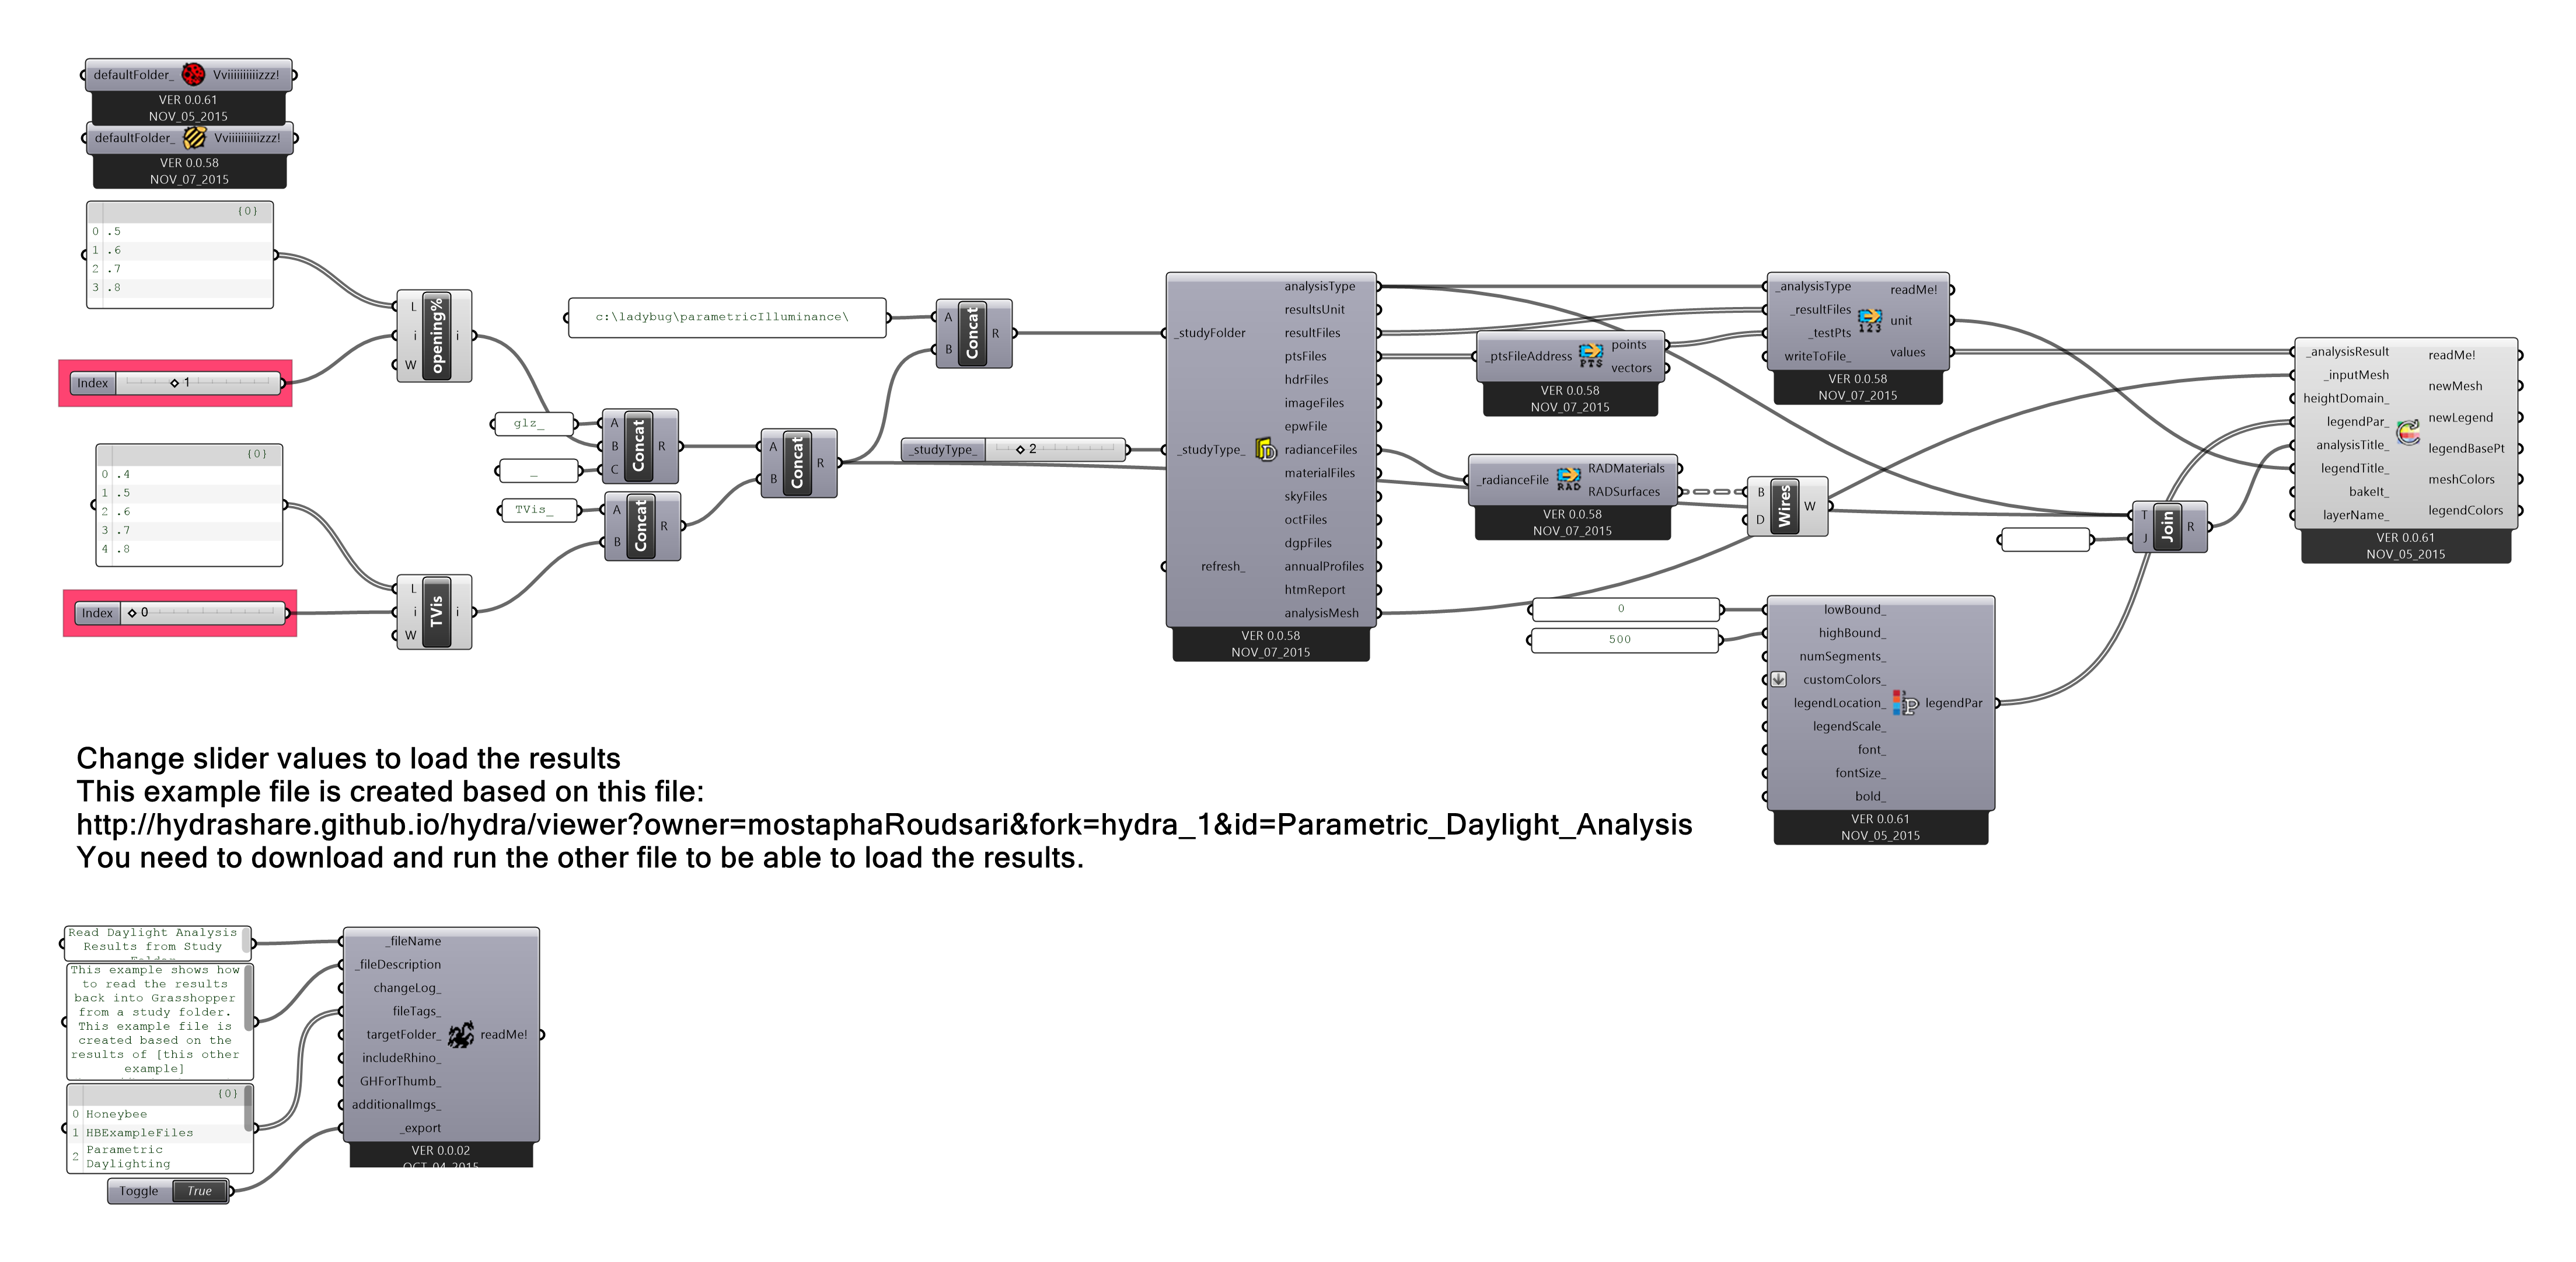 defaultFolder_ Vviiiiiiiiiizzz!
VER 0.0.61
NOV_05_2015
defaultFolder_ Vviiiiiiiiiizzz!
VER 0.0.58
NOV_07_2015
{0}
0 .5
1 .6
2 .7
3 .8
L
i
W
opening%
i
Index 1
{0}
0 .4
1 .5
2 .6
3 .7
4 .8
Index 0
L
i
W
TVis
i
glz_
_
A
B
C
Concat
R
TVis_
A
B
Concat
R
A
B
Concat
R
c:\ladybug\parametricIlluminance\
A
B
Concat
R
_studyType_ 2
_studyFolder
_studyType_
refresh_
analysisType
resultsUnit
resultFiles
ptsFiles
hdrFiles
imageFiles
epwFile
radianceFiles
materialFiles
skyFiles
octFiles
dgpFiles
annualProfiles
htmReport
analysisMesh
VER 0.0.58
NOV_07_2015
_ptsFileAddress
PTS
points
vectors
VER 0.0.58
NOV_07_2015
_radianceFile
RAD
RADMaterials
RADSurfaces
VER 0.0.58
NOV_07_2015
_analysisType
_resultFiles
_testPts
writeToFile_
123
readMe!
unit
values
VER 0.0.58
NOV_07_2015
B
D
Wires
W
0
500
lowBound_
highBound_
numSegments_
customColors_
legendLocation_
legendScale_
font_
fontSize_
bold_
P
legendPar
VER 0.0.61
NOV_05_2015
T
J
Join
R
_analysisResult
_inputMesh
heightDomain_
legendPar_
analysisTitle_
legendTitle_
bakeIt_
layerName_
C
readMe!
newMesh
newLegend
legendBasePt
meshColors
legendColors
VER 0.0.61
NOV_05_2015
Change slider values to load the results
This example file is created based on this file:
http://hydrashare.github.io/hydra/viewer?owner=mostaphaRoudsari&fork=hydra_1&id=Parametric_Daylight_Analysis
You need to download and run the other file to be able to load the results.
Read Daylight Analysis
Results from Study
This example shows how
to read the results
back into Grasshopper
from a study folder.
This example file is
created based on the
results of [this other
example]
{0}
0 Honeybee
1 HBExampleFiles
2 Parametric
Daylighting
Toggle True
_fileName
_fileDescription
changeLog_
fileTags_
targetFolder_
includeRhino_
GHForThumb_
additionalImgs_
_export
readMe!
VER 0.0.02
OCT_04_2015